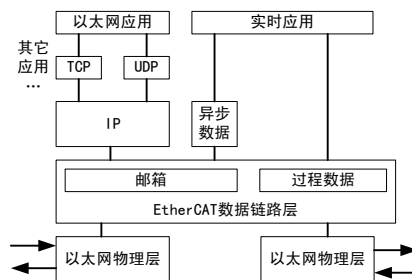 以太网应用
实时应用
其它
应用
…
TCP
UDP
IP
异步
数据
邮箱
过程数据
EtherCAT数据链路层
以太网物理层
以太网物理层